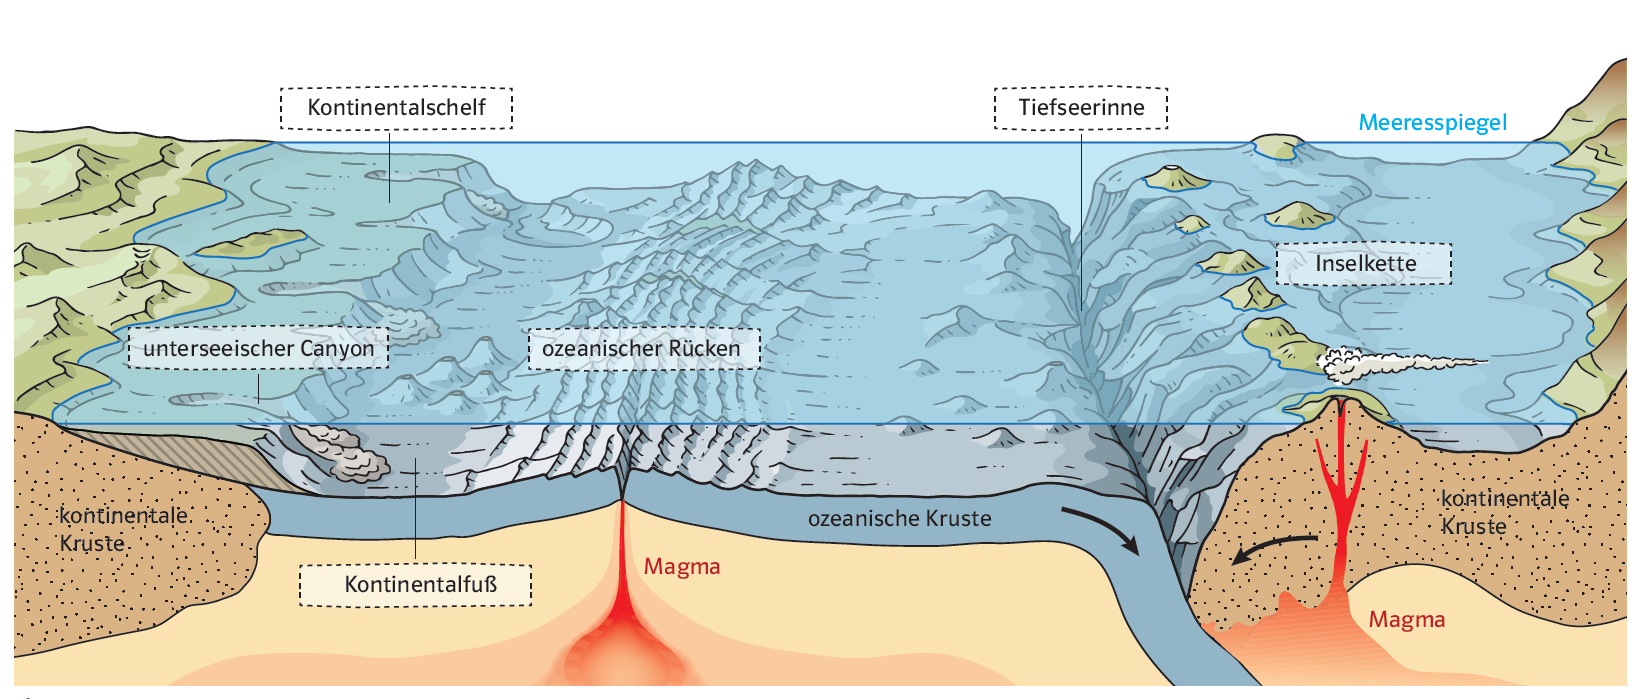 Kontinentalschelf
Tiefseerinne
Meeresspiegel
Inselkette
unterseeischer Canyon
ozeanischer Rücken
kontinentale
Kruste
ozeanische Kruste
kontinentale
Kruste
Magma
Kontinentalfuß
Magma